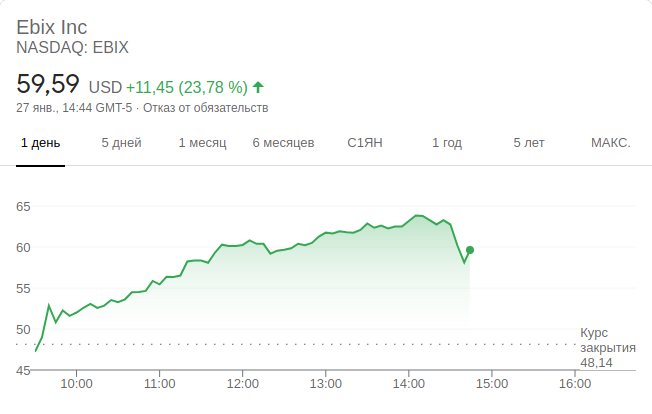 Ebix Inc
NASDAQ: EBIX
59,59 USD +11,45 (23,78 %)
27 янв., 14:44 GMT-5 · Отказ от обязательств
1 день 5 дней 1 месяц 6 месяцев С1ЯН 1 год 5 лет МАКС.
65
60
55
50
45
Курс
закрытия
48,14
10:00 11:00 12:00 13:00 14:00 15:00 16:00